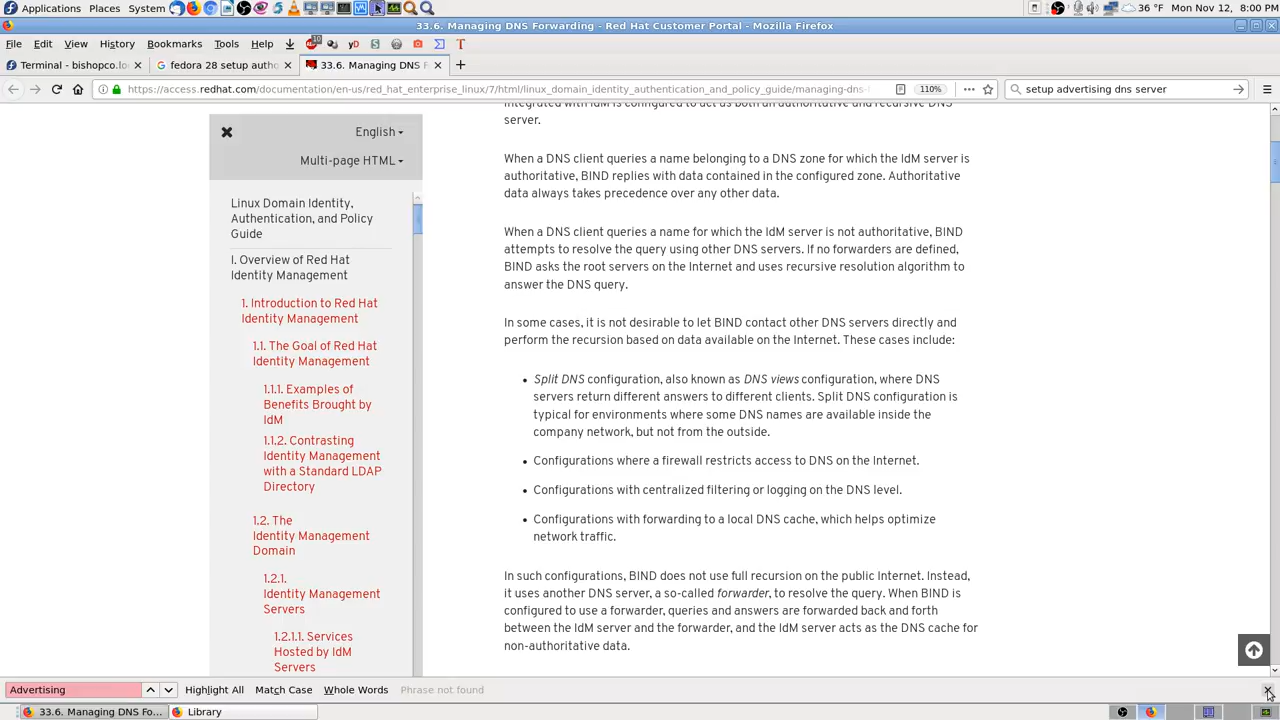 Applications Places System 36 °F Mon Nov 12, 8:00 PM
33.6. Managing DNS Forwarding - Red Hat Customer Portal - Mozilla Firefox
File Edit View History Bookmarks Tools Help
Terminal - bishopco.lo
fedora 28 setup autho
33.6. Managing DNS F
https://access.redhat.com/documentation/en-us/red_hat_enterprise_linux/7/html/linux_domain_identity_authentication_and_policy_guide/managing-dns-
110%
setup advertising dns server
English
Multi-page HTML
Linux Domain Identity,
Authentication, and Policy
Guide
I. Overview of Red Hat
Identity Management
1. Introduction to Red Hat
Identity Management
1.1. The Goal of Red Hat
Identity Management
1.1.1. Examples of
Benefits Brought by
IdM
1.1.2. Contrasting
Identity Management
with a Standard LDAP
Directory
1.2. The
Identity Management
Domain
1.2.1.
Identity Management
Servers
1.2.1.1. Services
Hosted by IdM
Servers
integrated with IdM is configured to act as both an authoritative and recursive DNS
server.
When a DNS client queries a name belonging to a DNS zone for which the IdM server is
authoritative, BIND replies with data contained in the configured zone. Authoritative
data always takes precedence over any other data.
When a DNS client queries a name for which the IdM server is not authoritative, BIND
attempts to resolve the query using other DNS servers. If no forwarders are defined,
BIND asks the root servers on the Internet and uses recursive resolution algorithm to
answer the DNS query.
In some cases, it is not desirable to let BIND contact other DNS servers directly and
perform the recursion based on data available on the Internet. These cases include:
• Split DNS configuration, also known as DNS views configuration, where DNS
servers return different answers to different clients. Split DNS configuration is
typical for environments where some DNS names are available inside the
company network, but not from the outside.
• Configurations where a firewall restricts access to DNS on the Internet.
• Configurations with centralized filtering or logging on the DNS level.
• Configurations with forwarding to a local DNS cache, which helps optimize
network traffic.
In such configurations, BIND does not use full recursion on the public Internet. Instead,
it uses another DNS server, a so-called forwarder, to resolve the query. When BIND is
configured to use a forwarder, queries and answers are forwarded back and forth
between the IdM server and the forwarder, and the IdM server acts as the DNS cache for
non-authoritative data.
Advertising Highlight All Match Case Whole Words Phrase not found
33.6. Managing DNS Fo... Library